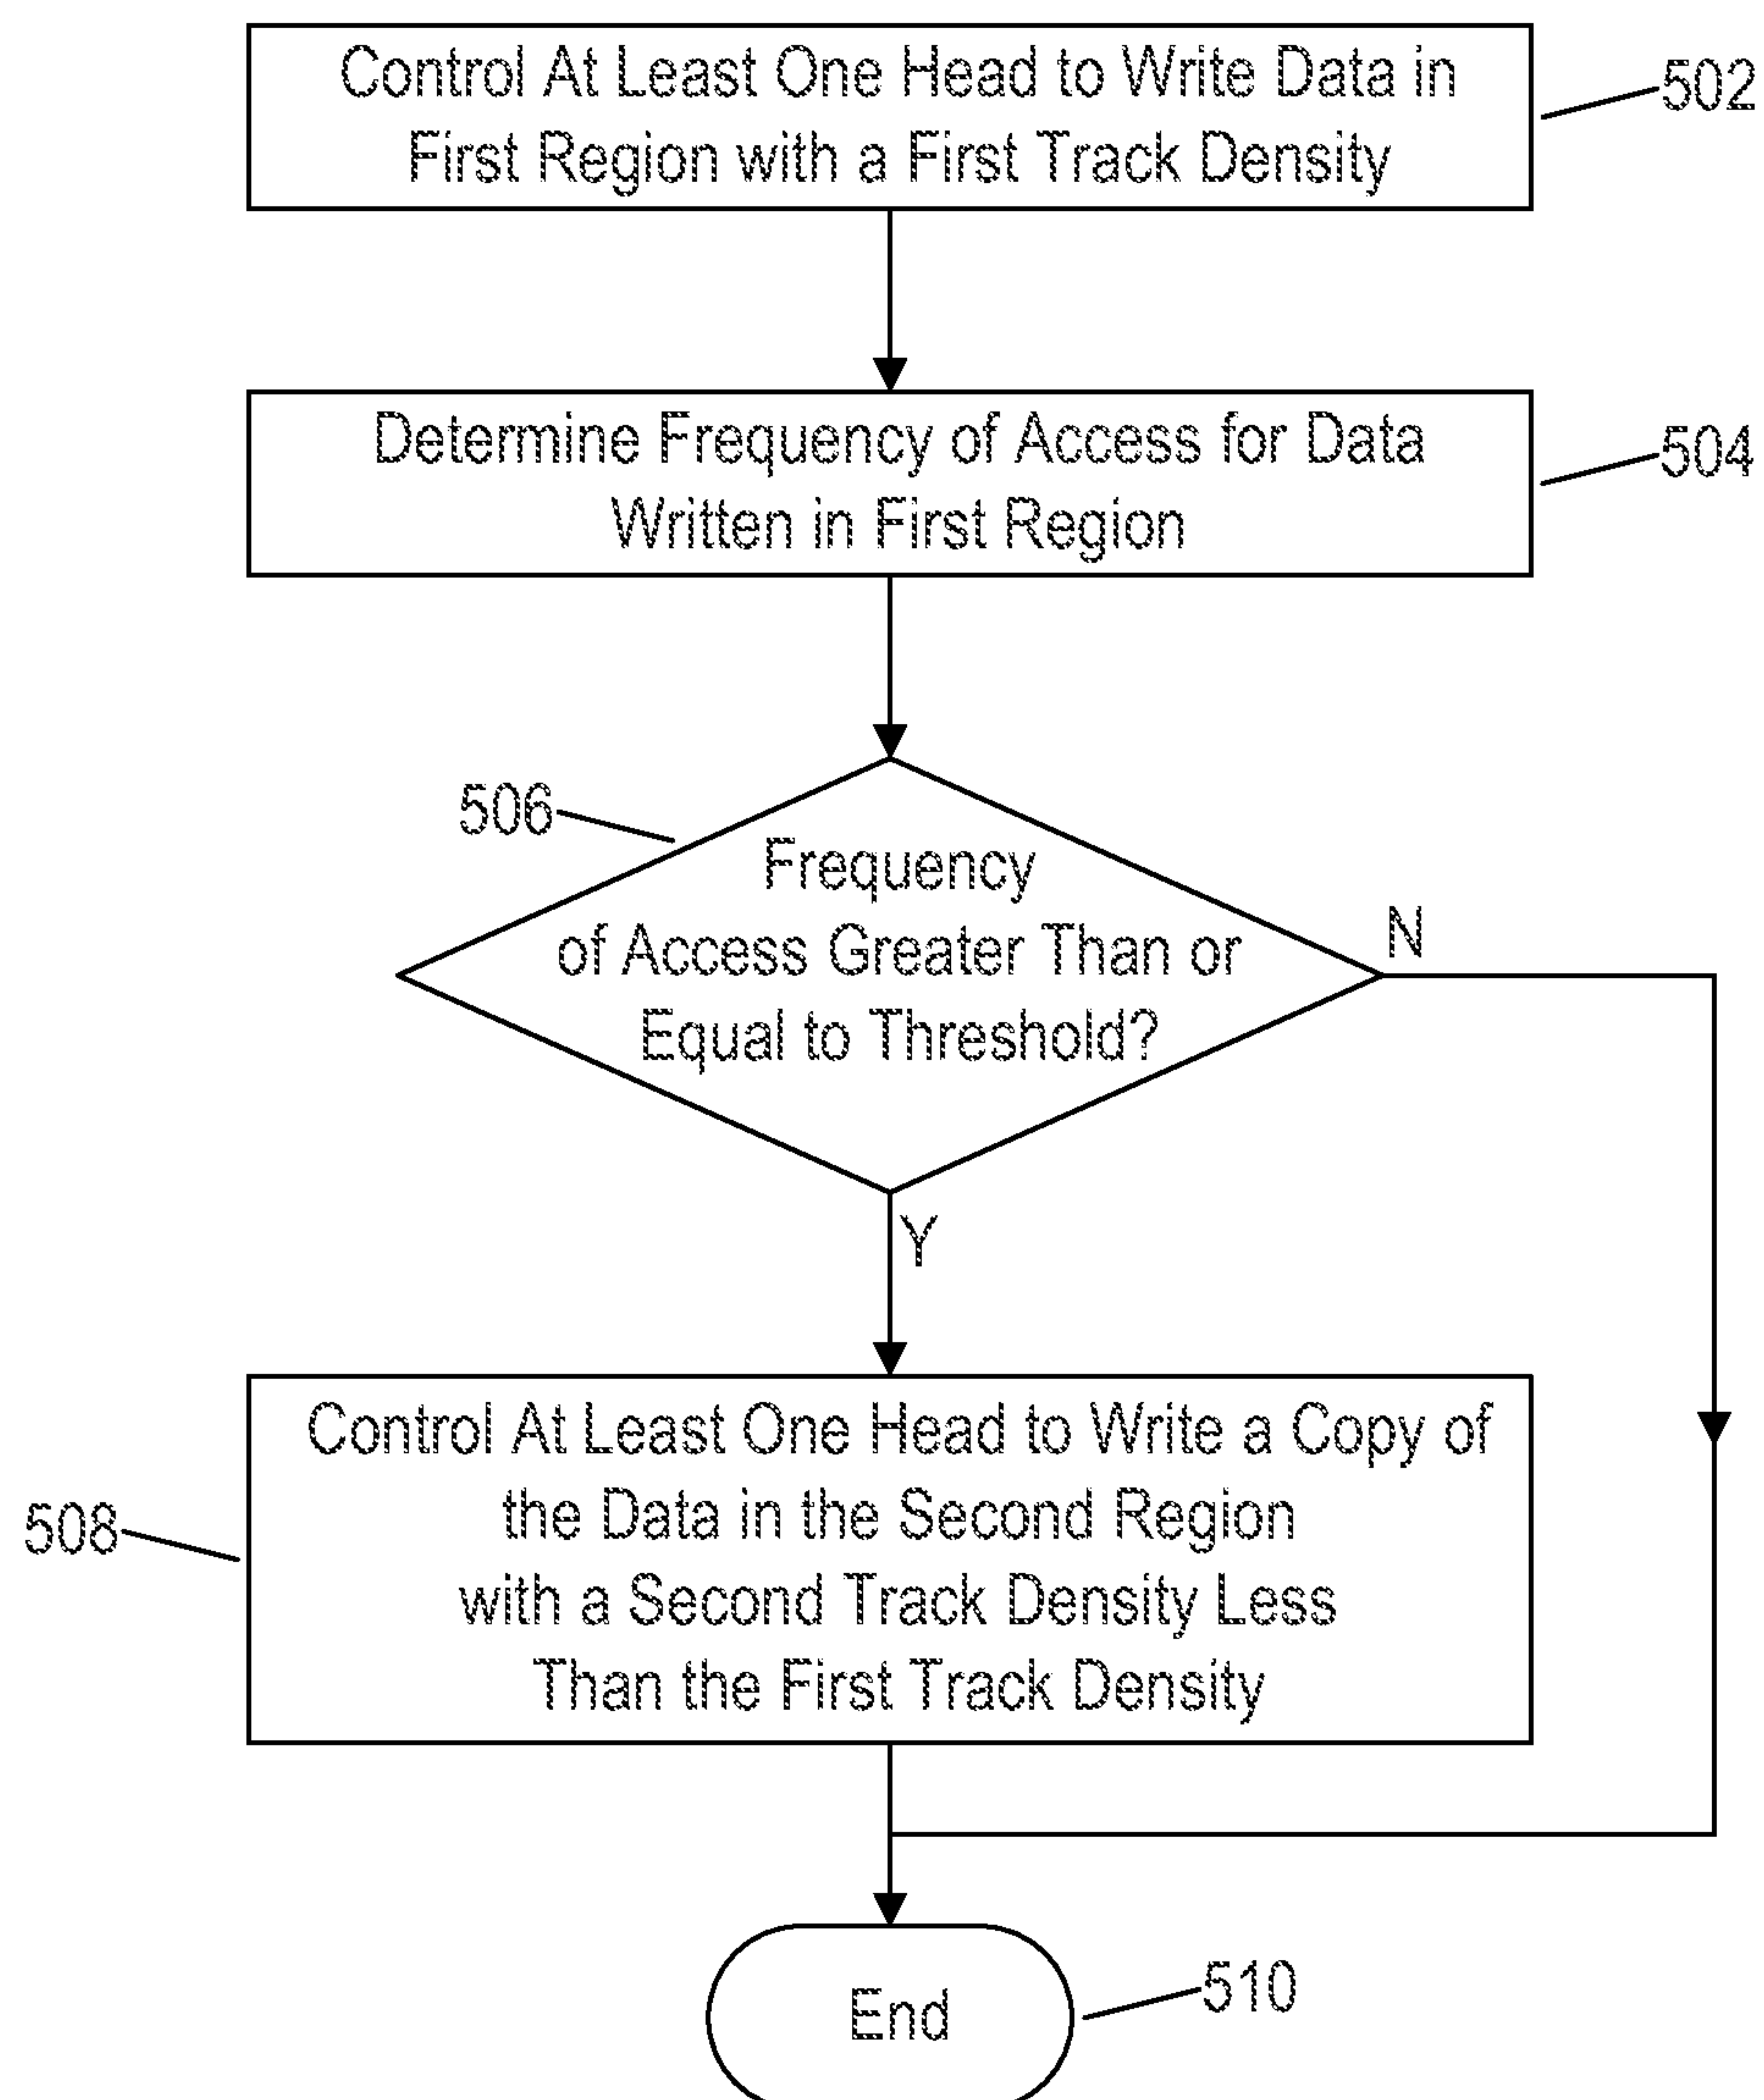 Control At Least One Head to Write Data in
First Region with a First Track Density
502
Determine Frequency of Access for Data
Written in First Region
504
506
Frequency
of Access Greater Than or
Equal to Threshold?
N
Y
Control At Least One Head to Write a Copy of
the Data in the Second Region
with a Second Track Density Less
Than the First Track Density
508
End
510